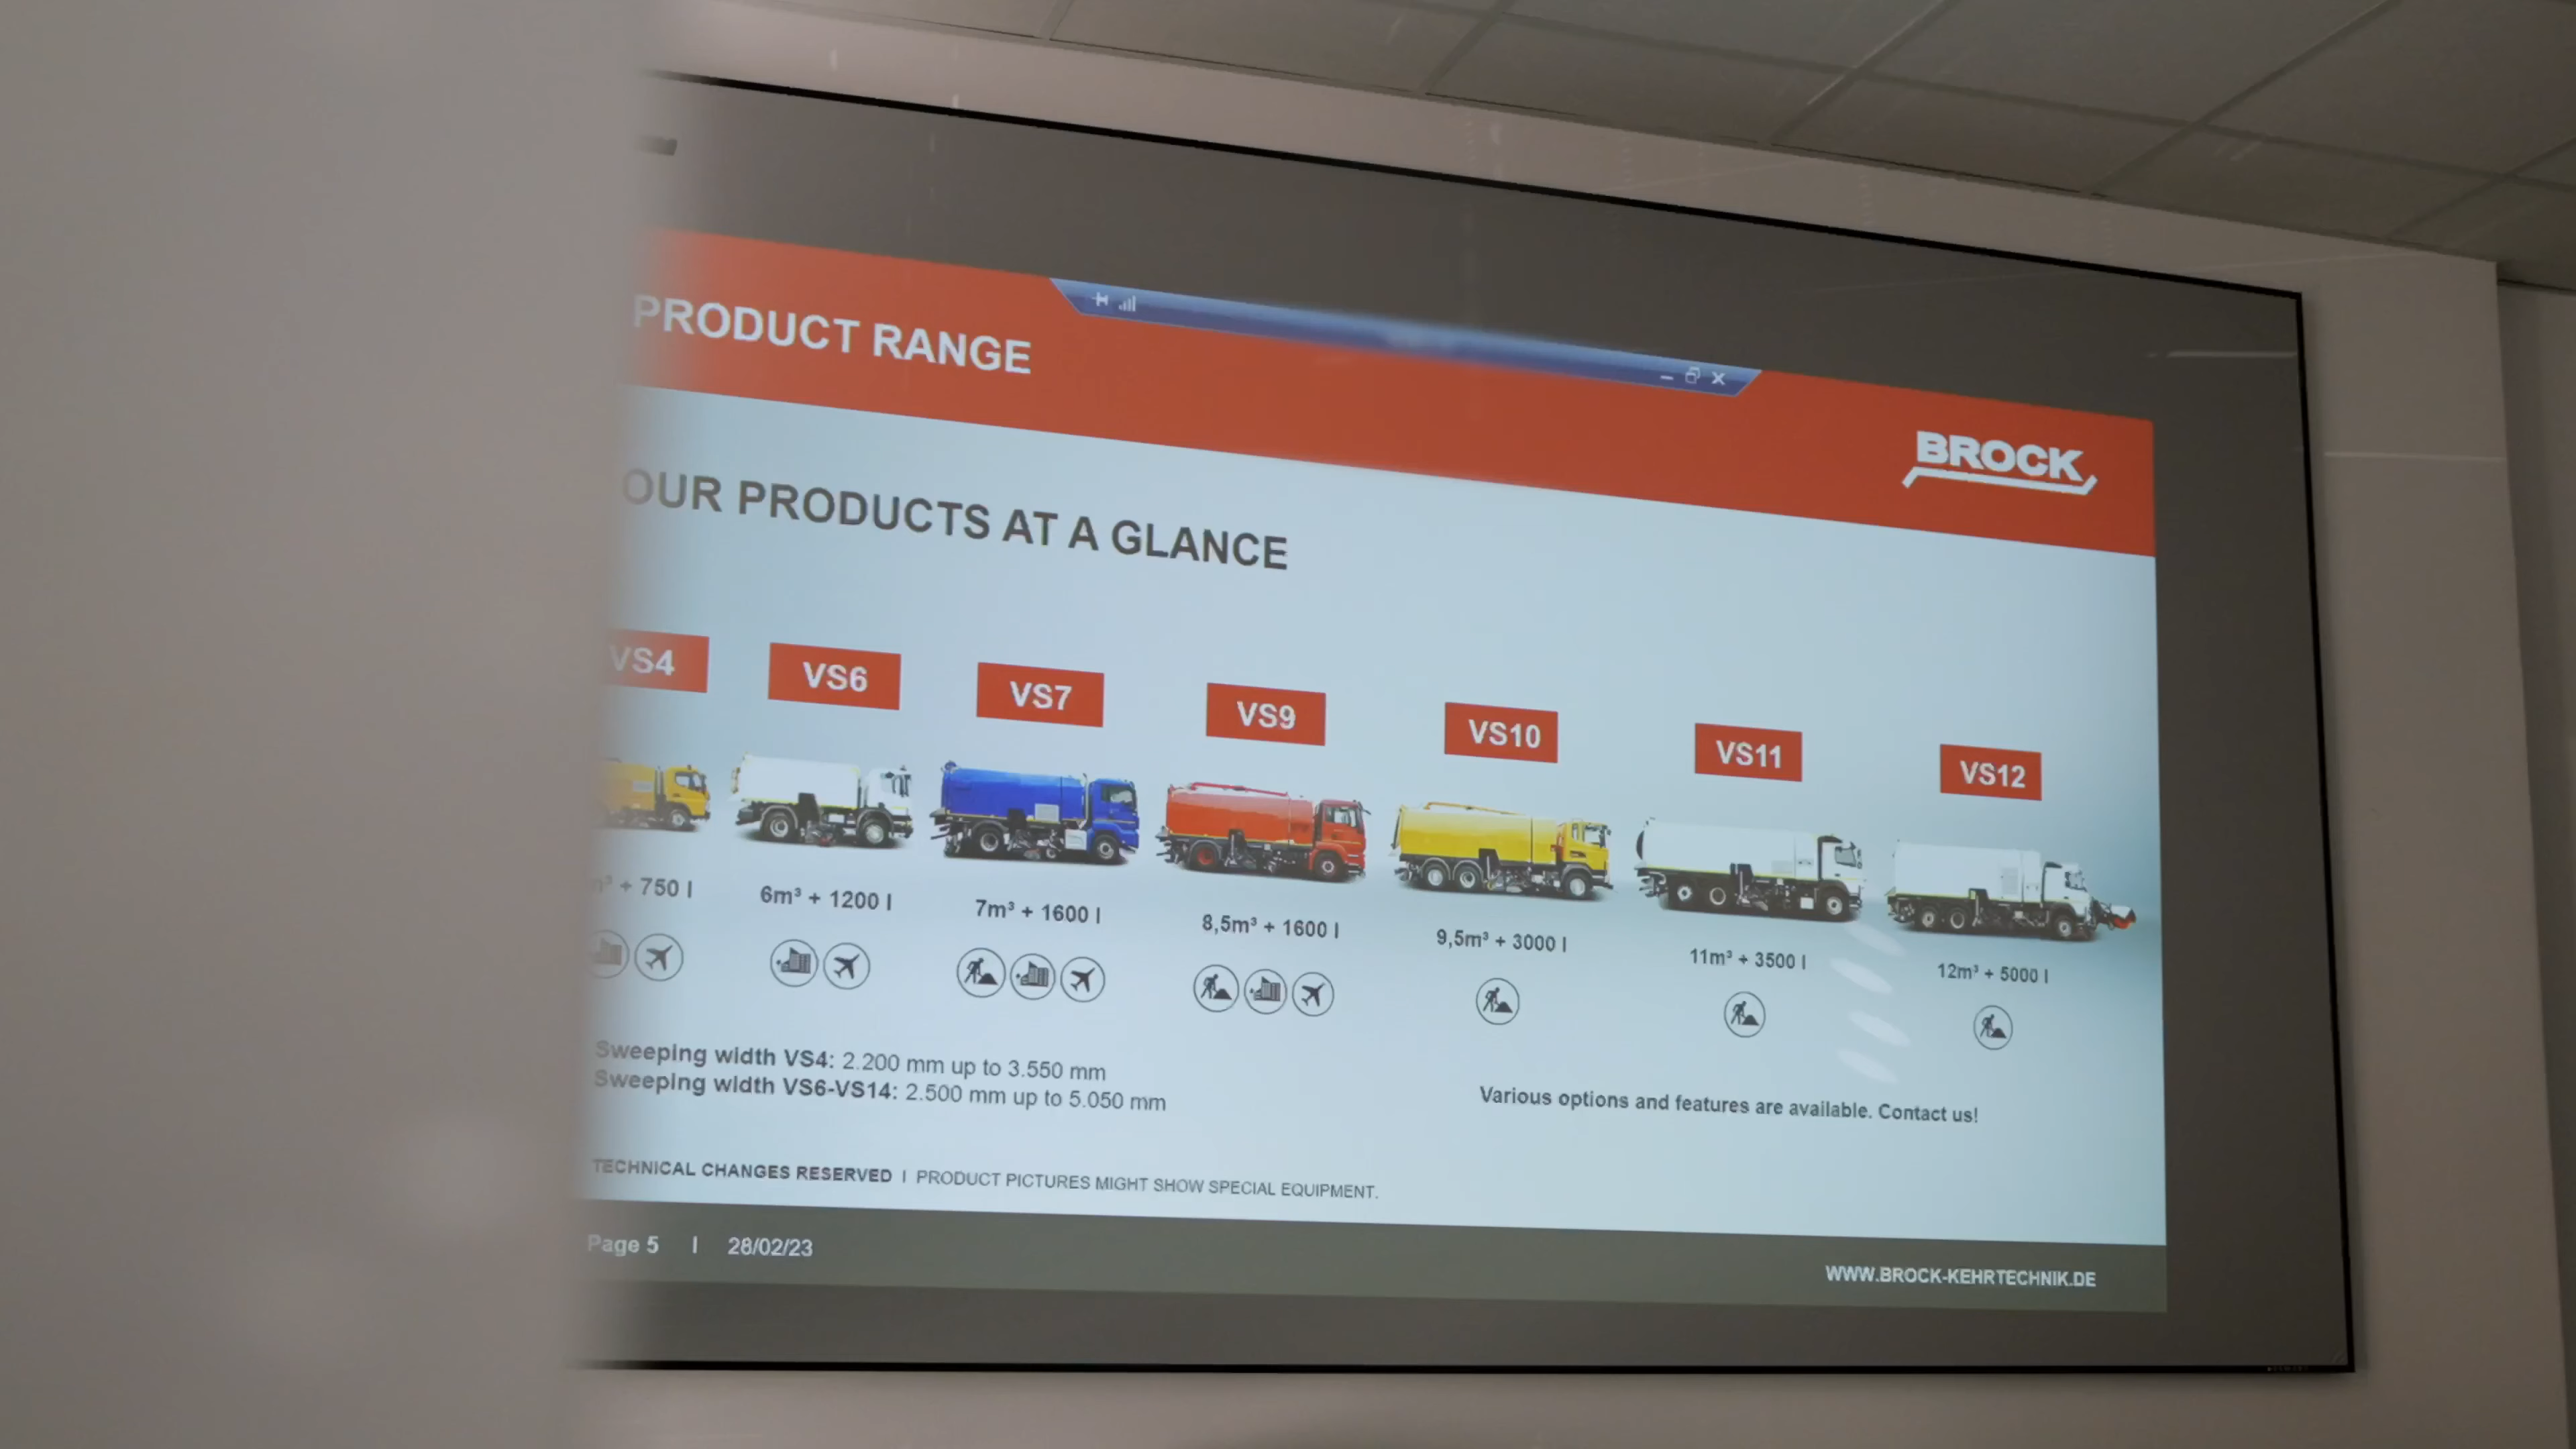 PRODUCT RANGE
BROCK
OUR PRODUCTS AT A GLANCE
VS4 VS6 VS7 VS9 VS10 VS11 VS12
m³ + 750 l 6m³ + 1200 l 7m³ + 1600 l 8,5m³ + 1600 l 9,5m³ + 3000 l 11m³ + 3500 l 12m³ + 5000 l
Sweeping width VS4: 2.200 mm up to 3.550 mm
Sweeping width VS6-VS14: 2.500 mm up to 5.050 mm
Various options and features are available. Contact us!
TECHNICAL CHANGES RESERVED I PRODUCT PICTURES MIGHT SHOW SPECIAL EQUIPMENT.
Page 5 I 28/02/23
WWW.BROCK-KEHRTECHNIK.DE